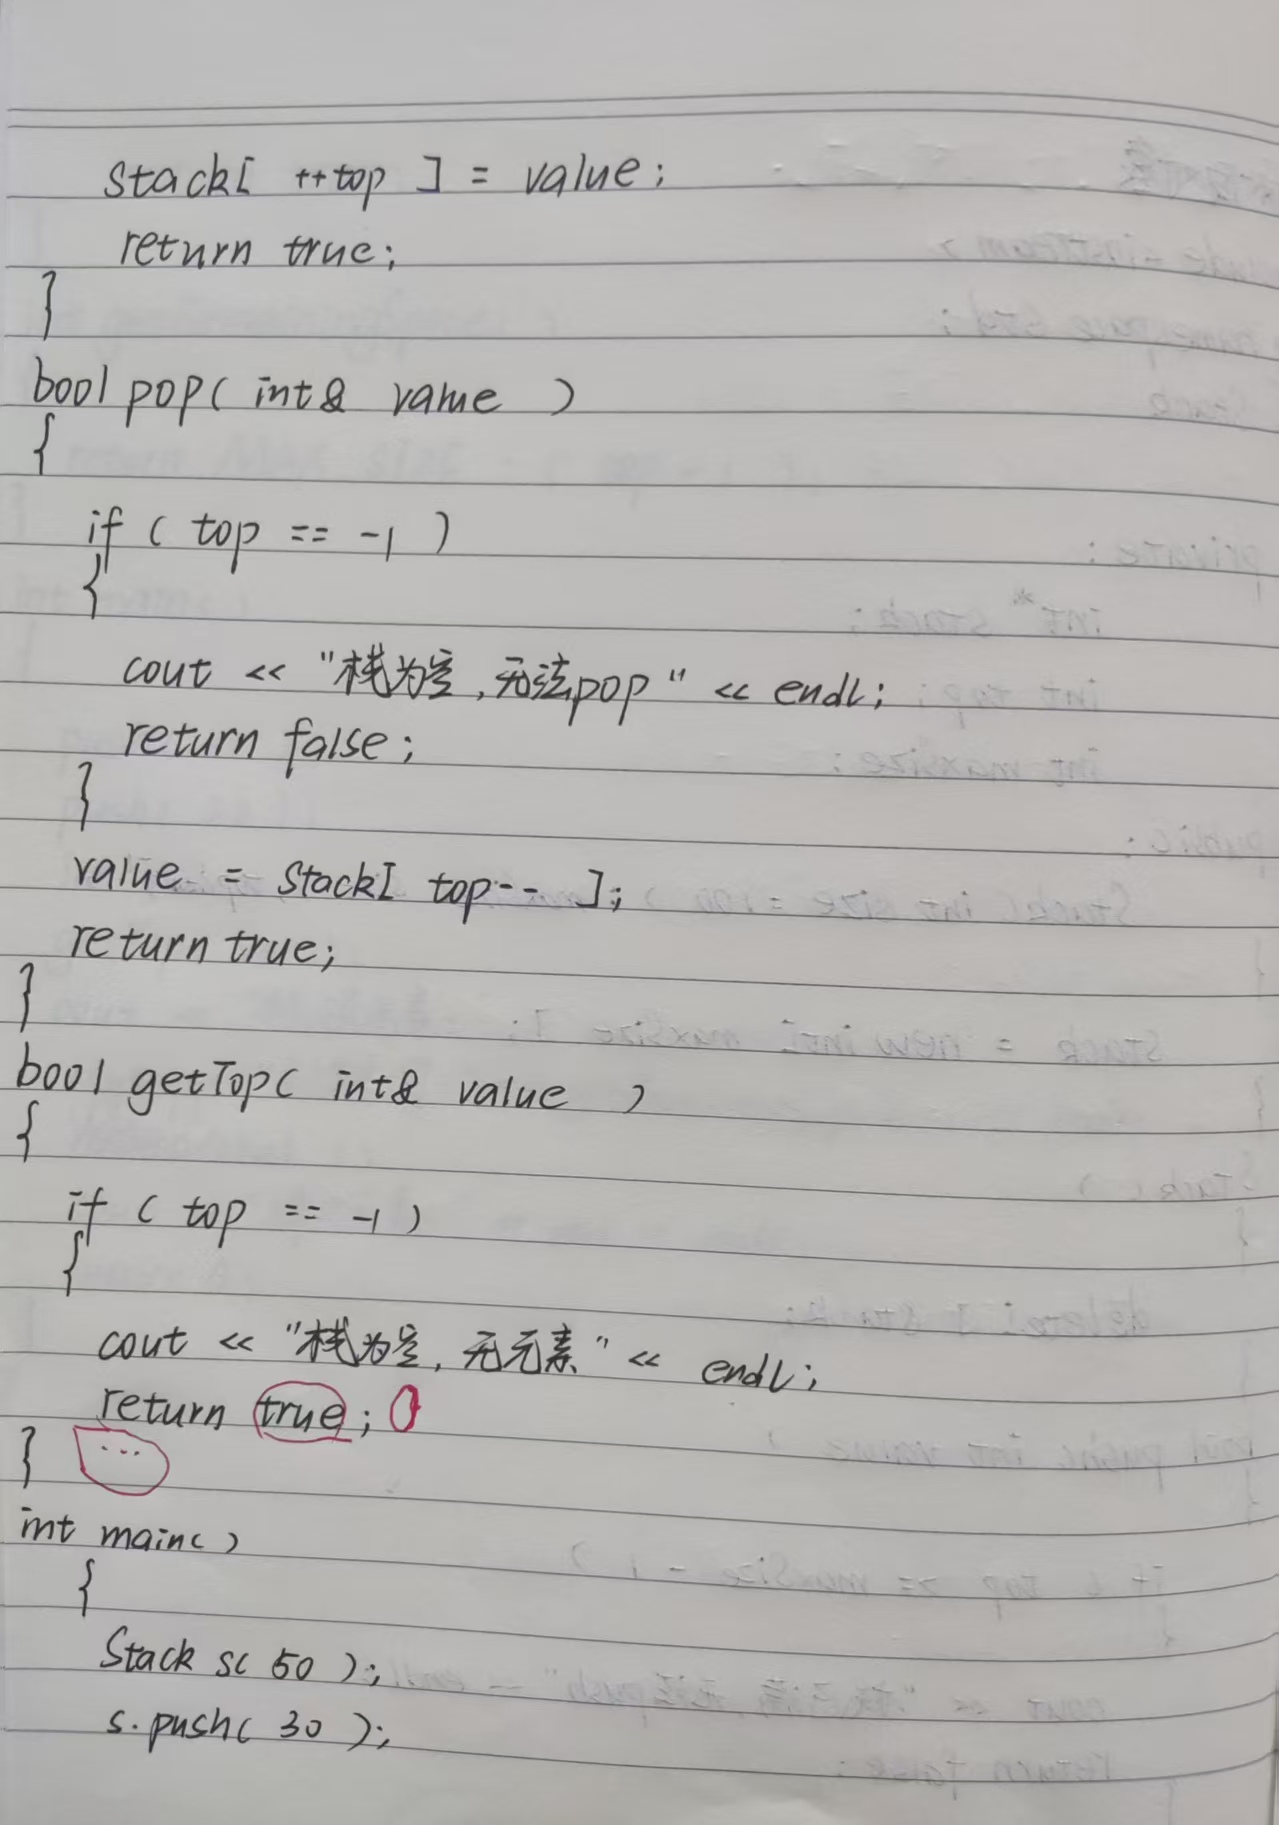 stack[ ++top ] = value;
return true;
}
bool pop( int& value )
{
if ( top == -1 )
{
cout << "栈为空,无法pop" << endl;
return false;
}
value = stack[ top-- ];
return true;
}
bool getTop( int& value )
{
if ( top == -1 )
{
cout << "栈为空,无元素" << endl;
return true;
} ...
int main( )
{
Stack s( 50 );
s.push( 30 );